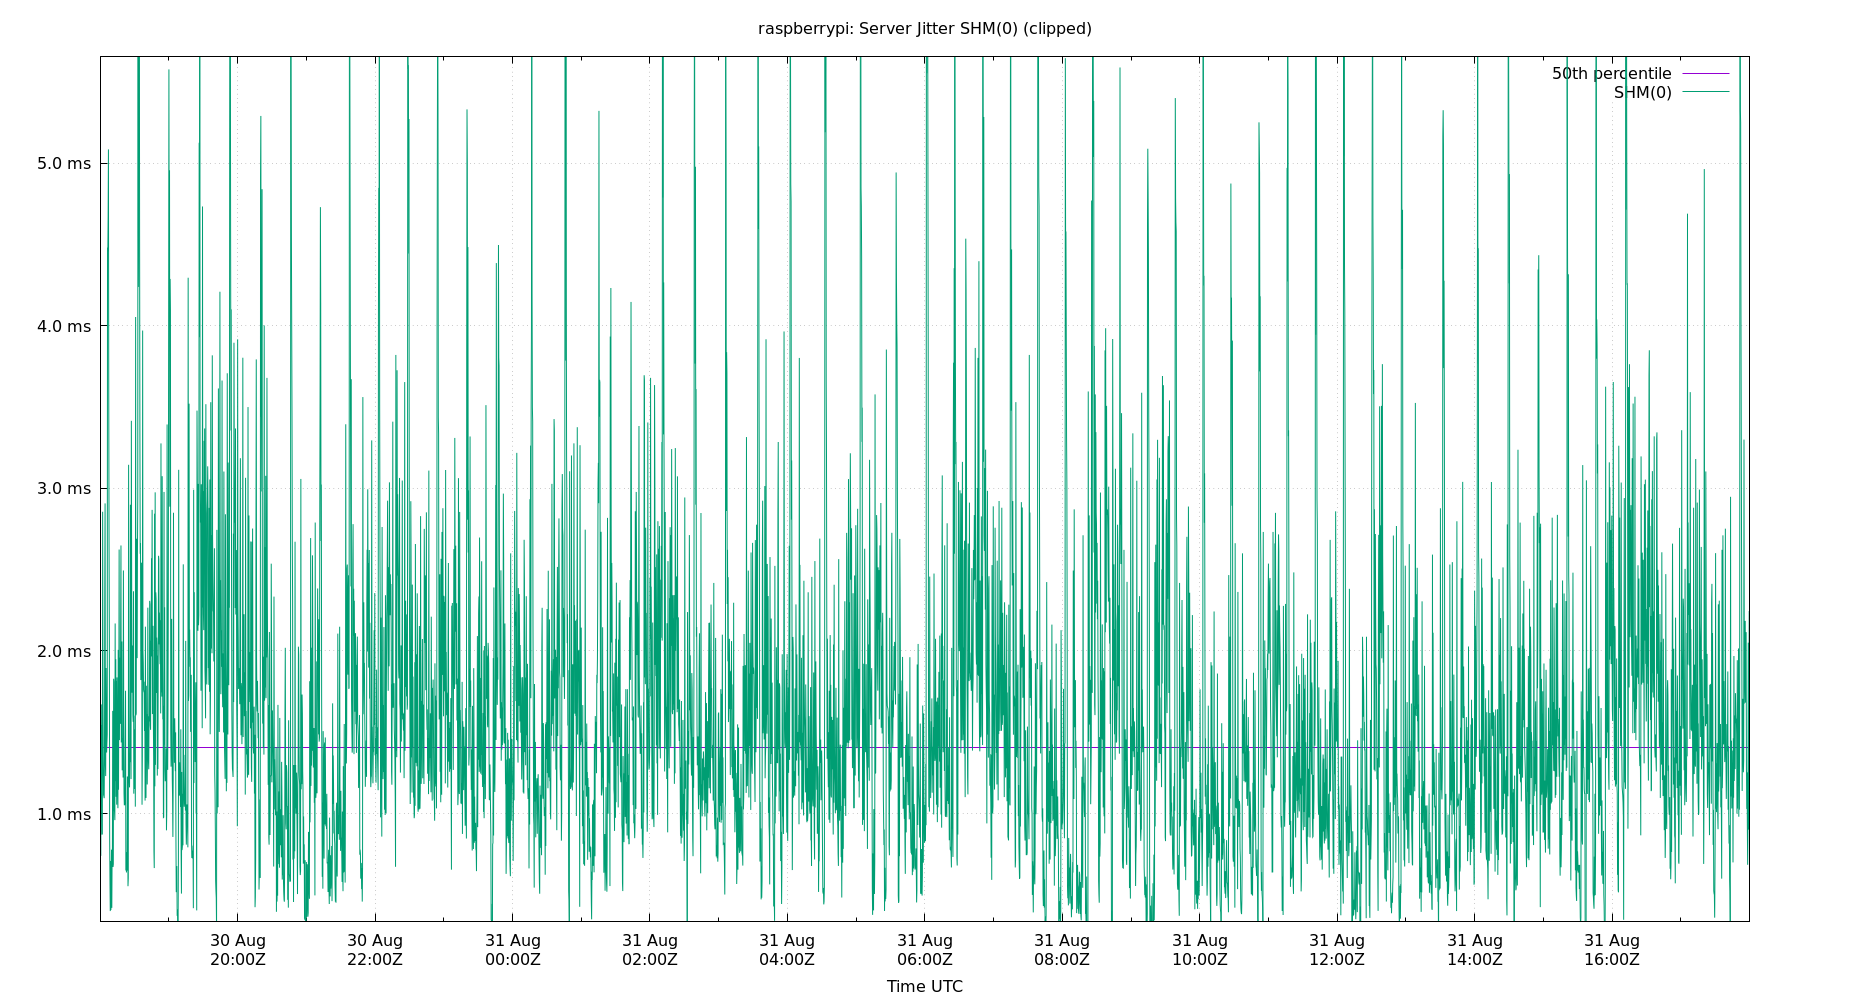 raspberrypi: Server Jitter SHM(0) (clipped)
50th percentile
SHM(0)
5.0 ms
4.0 ms
3.0 ms
2.0 ms
1.0 ms
30 Aug 30 Aug 31 Aug 31 Aug 31 Aug 31 Aug 31 Aug 31 Aug 31 Aug 31 Aug 31 Aug
20:00Z 22:00Z 00:00Z 02:00Z 04:00Z 06:00Z 08:00Z 10:00Z 12:00Z 14:00Z 16:00Z
Time UTC